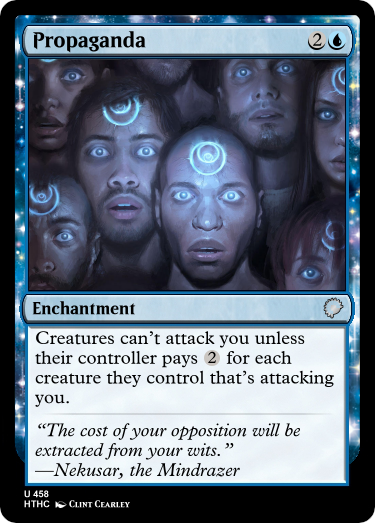 Propaganda 2
Enchantment
Creatures can't attack you unless
their controller pays 2 for each
creature they control that's attacking
you.
“The cost of your opposition will be
extracted from your wits.”
—Nekusar, the Mindrazer
U 458
HTHC Clint Cearley